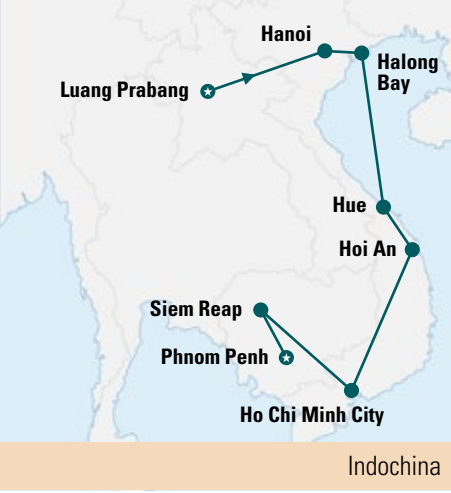 Hanoi
Halong
Bay
Luang Prabang
Hue
Hoi An
Siem Reap
Phnom Penh
Ho Chi Minh City
Indochina